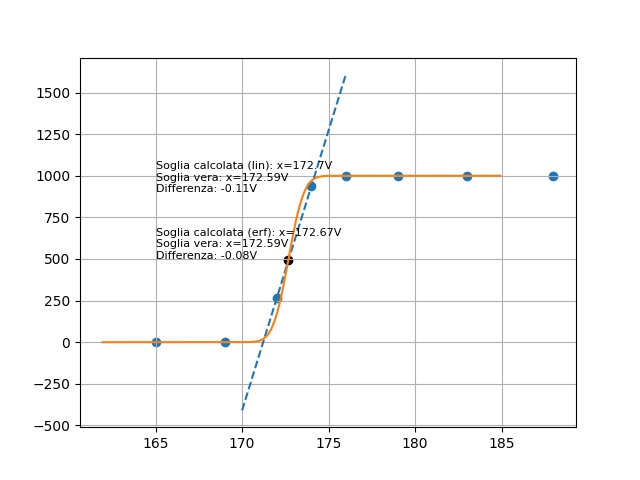 1500
1250
1000
750
500
250
0
−250
−500
Soglia calcolata (lin): x=172.7V
Soglia vera: x=172.59V
Differenza: -0.11V
Soglia calcolata (erf): x=172.67V
Soglia vera: x=172.59V
Differenza: -0.08V
165 170 175 180 185